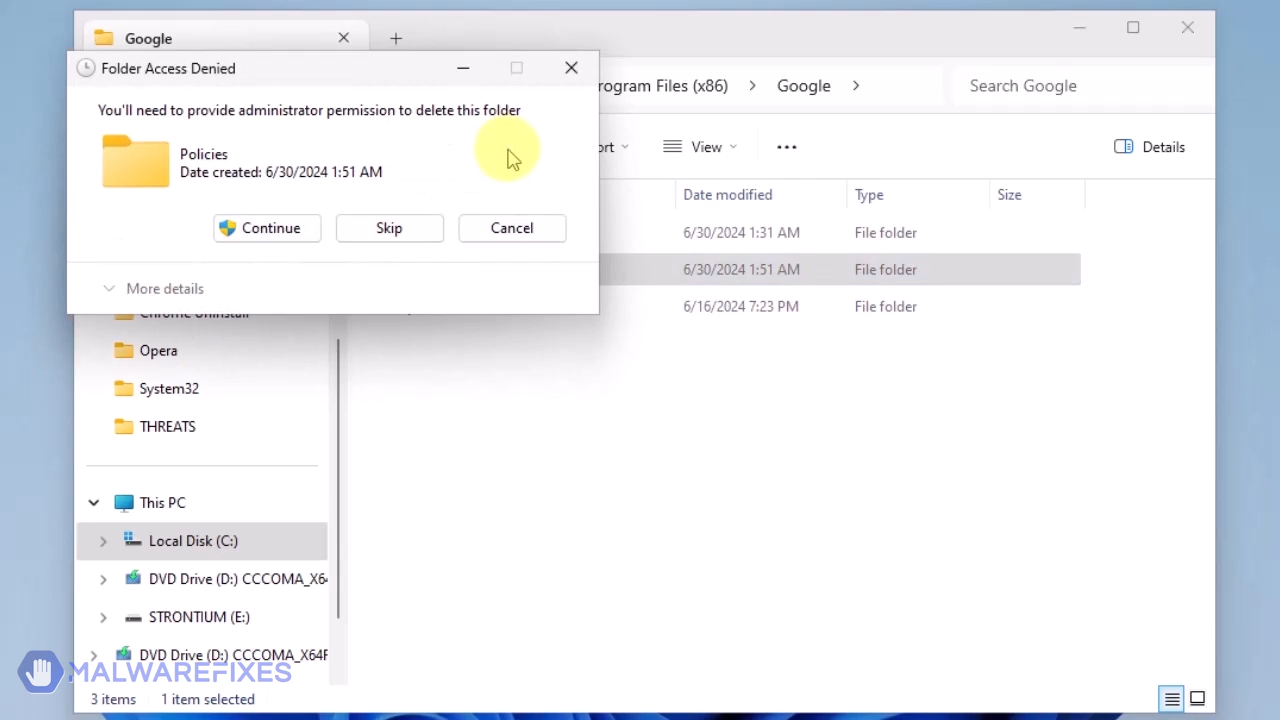 Google
Folder Access Denied
You'll need to provide administrator permission to delete this folder
Policies
Date created: 6/30/2024 1:51 AM
Continue
Skip
Cancel
More details
rogram Files (x86) > Google >
Search Google
ort
View
Details
Date modified
Type
Size
6/30/2024 1:31 AM
File folder
6/30/2024 1:51 AM
File folder
6/16/2024 7:23 PM
File folder
Chrome Uninstall
Opera
System32
THREATS
This PC
Local Disk (C:)
DVD Drive (D:) CCCOMA_X6
STRONTIUM (E:)
DVD Drive (D:) CCCOMA_X64F
MALWAREFIXES
3 items
1 item selected